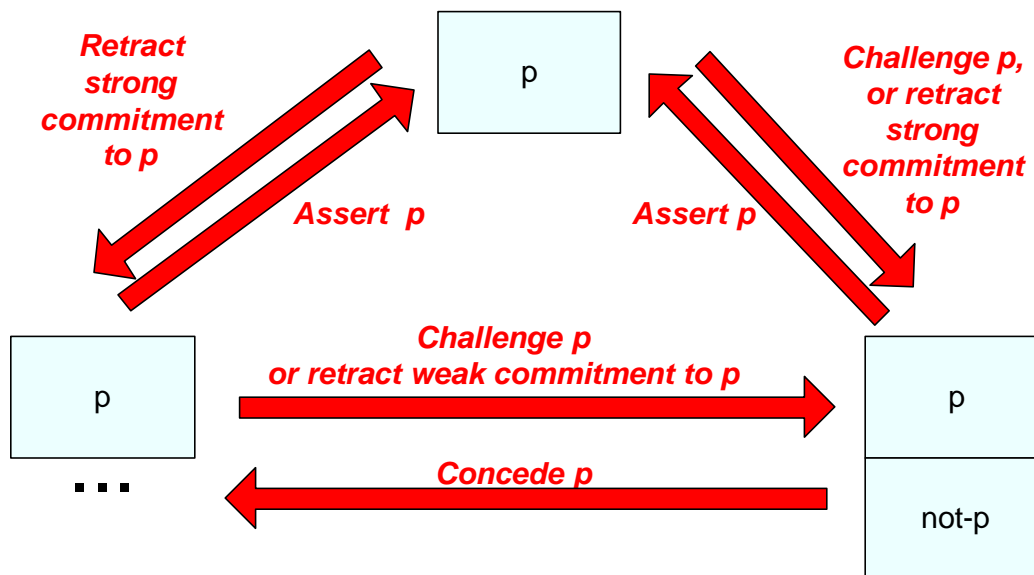 Retract
strong
commitment
to p
p
Challenge p,
or retract
strong
commitment
to p
Assert p
Assert p
p
...
Challenge p
or retract weak commitment to p
Concede p
p
not-p